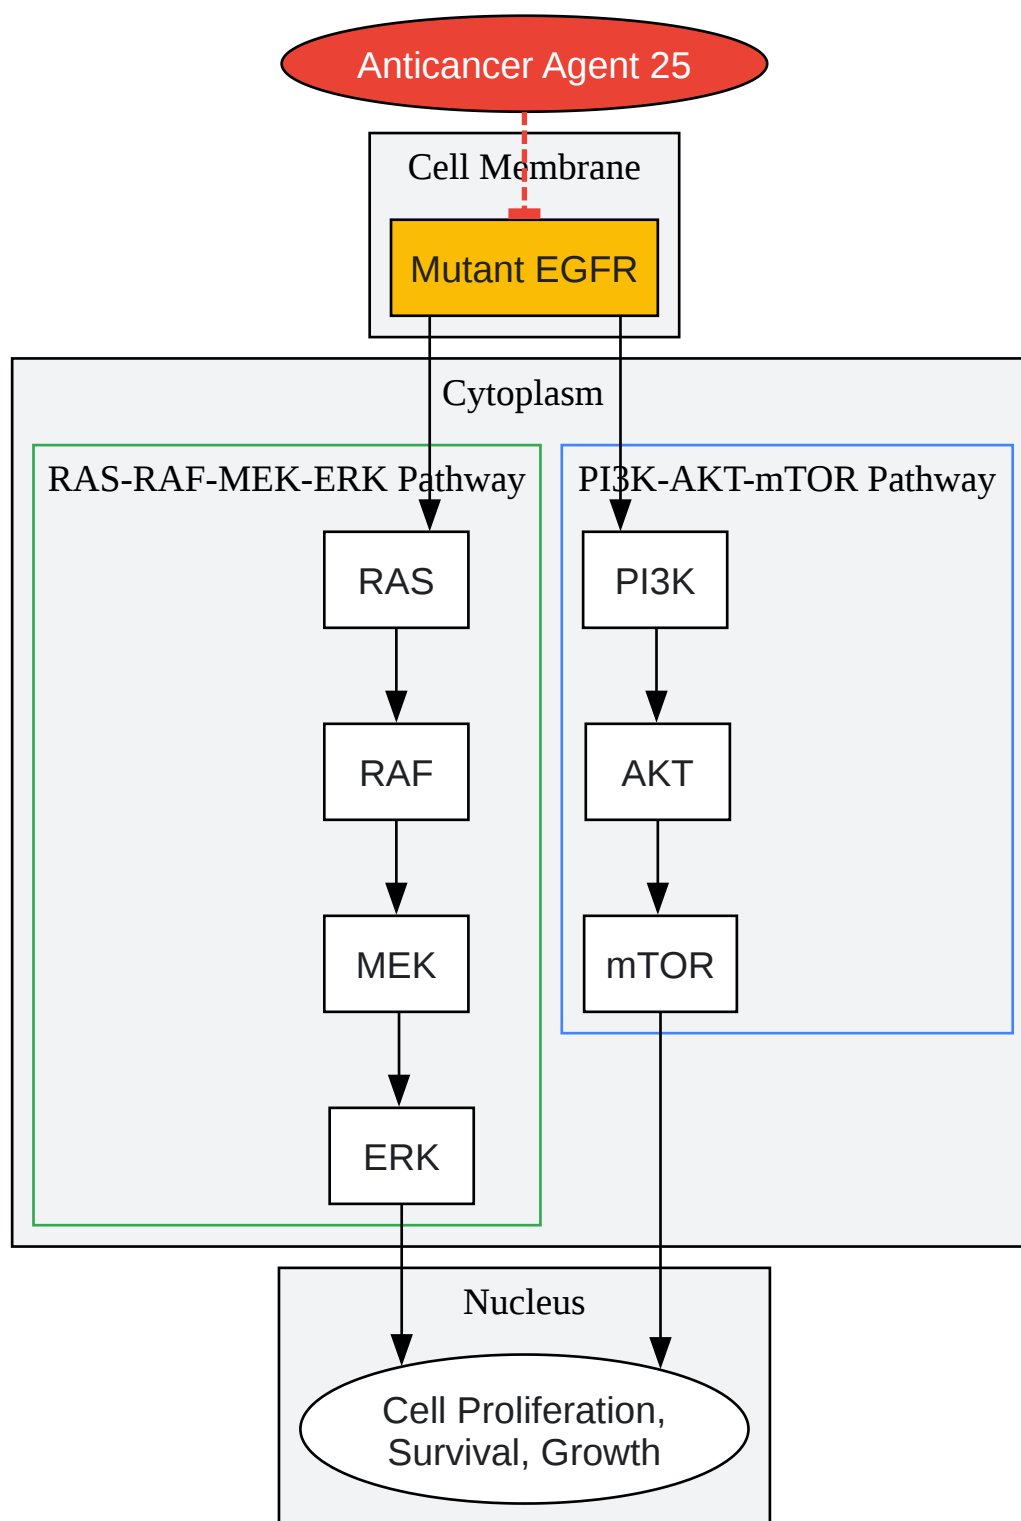 Anticancer Agent 25
Cell Membrane
Mutant EGFR
Cytoplasm
RAS-RAF-MEK-ERK Pathway
PI3K-AKT-mTOR Pathway
RAS
PI3K
RAF
AKT
MEK
mTOR
ERK
Nucleus
Cell Proliferation,
Survival, Growth